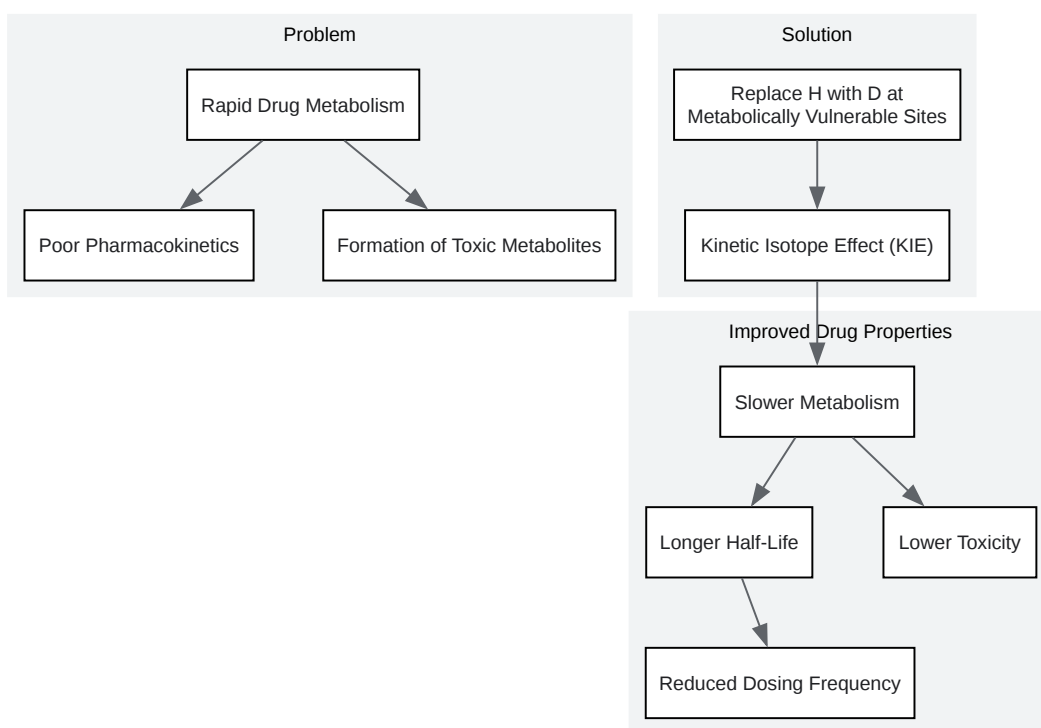 Problem
Rapid Drug Metabolism
Poor Pharmacokinetics
Formation of Toxic Metabolites
Solution
Replace H with D at
Metabolically Vulnerable Sites
Kinetic Isotope Effect (KIE)
Improved Drug Properties
Slower Metabolism
Longer Half-Life
Lower Toxicity
Reduced Dosing Frequency